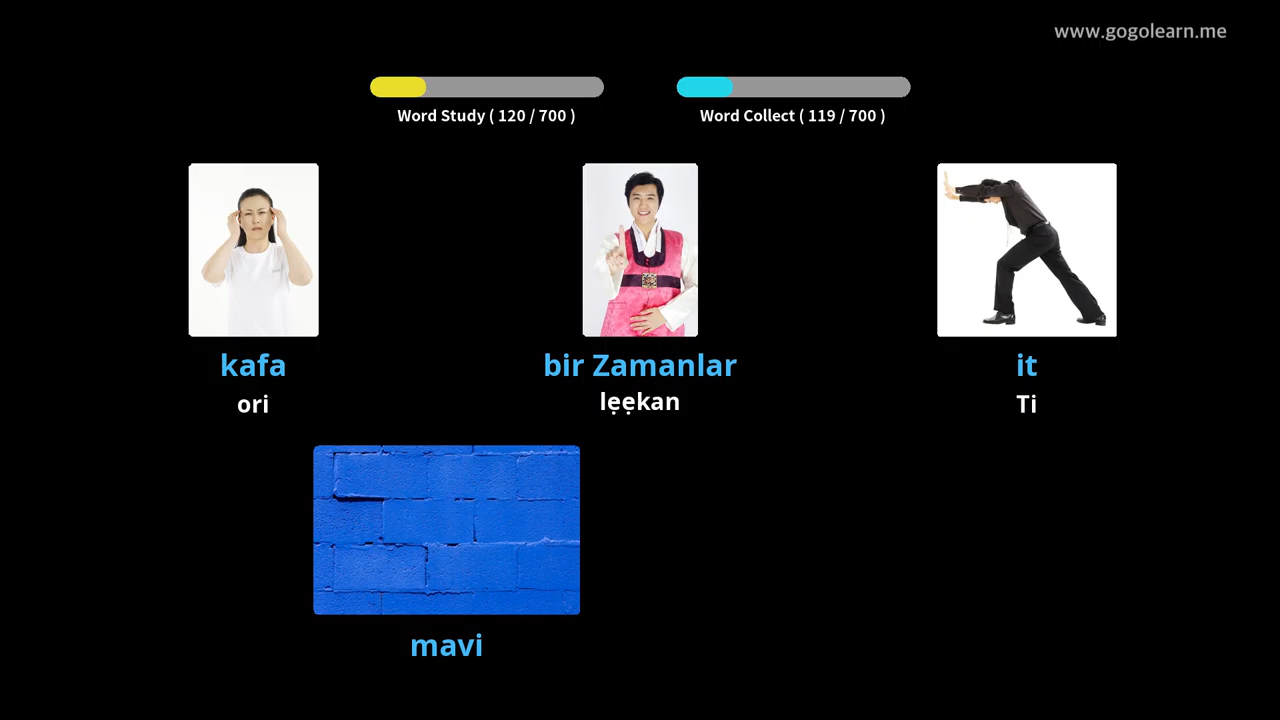 www.gogolearn.me
Word Study ( 120 / 700 )
Word Collect ( 119 / 700 )
kafa
bir Zamanlar
it
ori
lẹẹkan
Ti
mavi